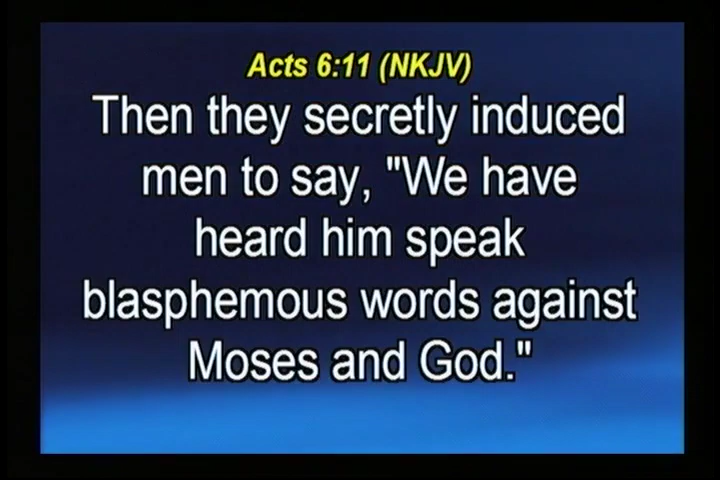 Acts 6:11 (NKJV)
Then they secretly induced
men to say, "We have
heard him speak
blasphemous words against
Moses and God."